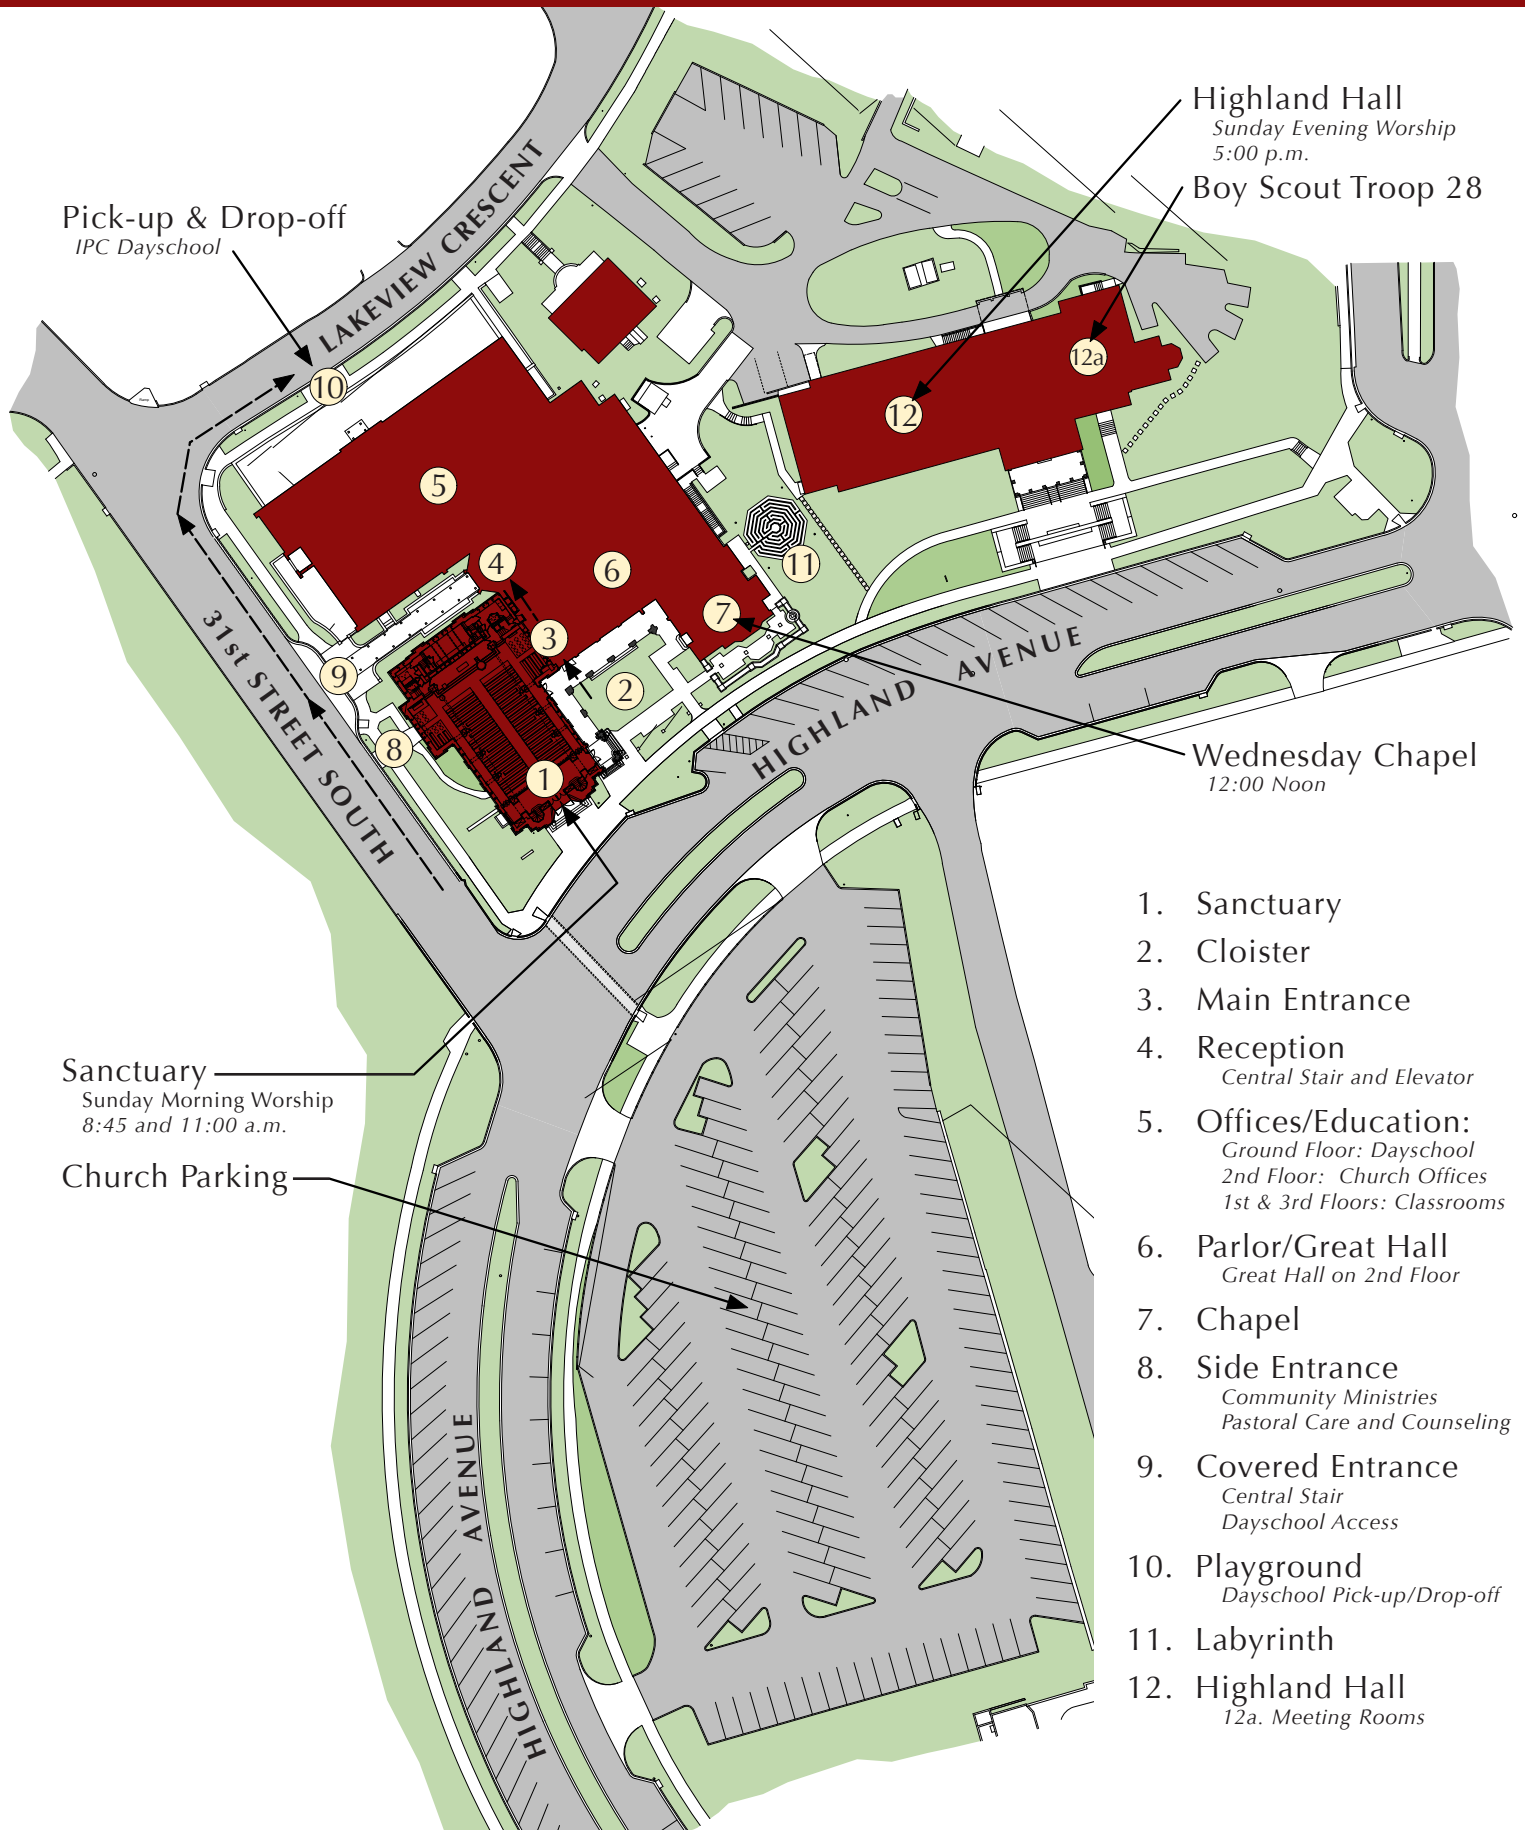 Highland Hall
Sunday Evening Worship
5:00 p.m.
Boy Scout Troop 28
Pick-up & Drop-off
IPC Dayschool
LAKEVIEW CRESCENT
10
12a
12
5
4
6
11
7
3
2
9
8
1
31st STREET SOUTH
HIGHLAND AVENUE
Wednesday Chapel
12:00 Noon
Sanctuary
Sunday Morning Worship
8:45 and 11:00 a.m.
Church Parking
HIGHLAND AVENUE
1. Sanctuary
2. Cloister
3. Main Entrance
4. Reception
Central Stair and Elevator
5. Offices/Education:
Ground Floor: Dayschool
2nd Floor: Church Offices
1st & 3rd Floors: Classrooms
6. Parlor/Great Hall
Great Hall on 2nd Floor
7. Chapel
8. Side Entrance
Community Ministries
Pastoral Care and Counseling
9. Covered Entrance
Central Stair
Dayschool Access
10. Playground
Dayschool Pick-up/Drop-off
11. Labyrinth
12. Highland Hall
12a. Meeting Rooms